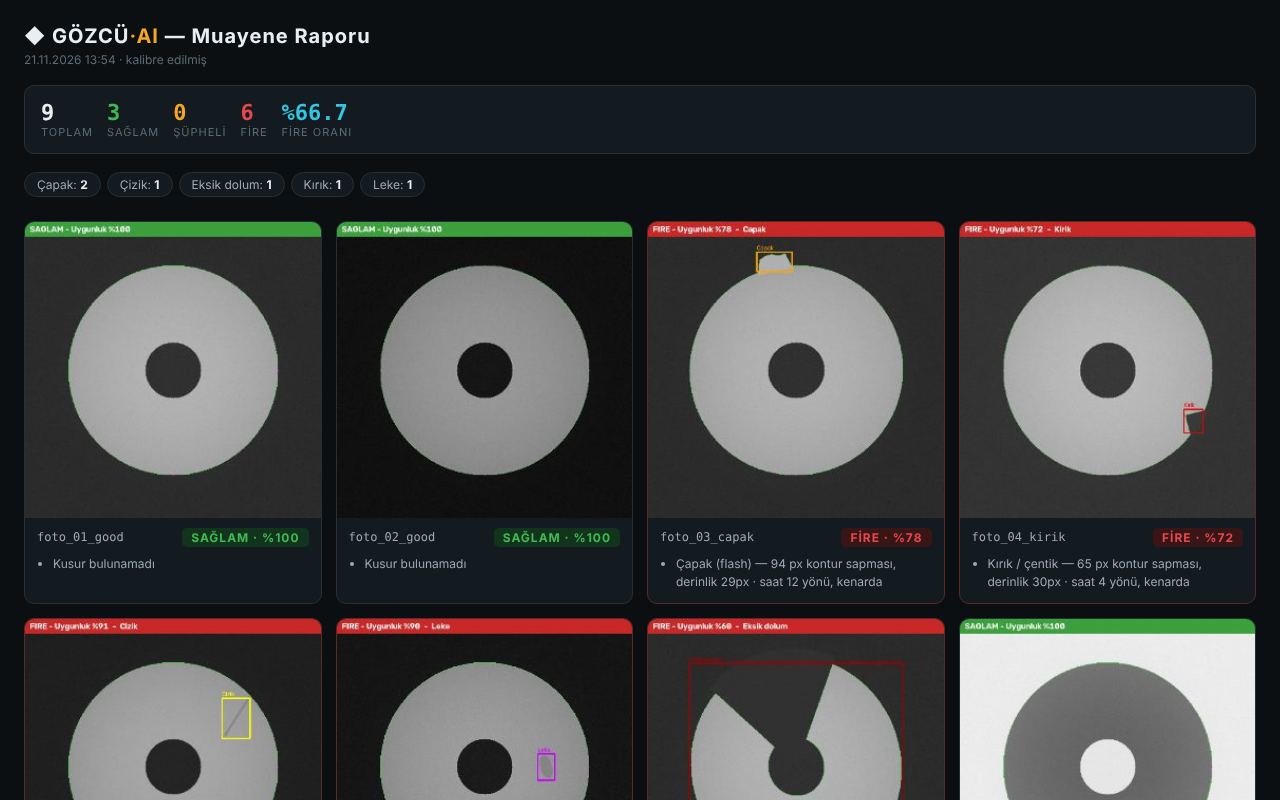 ◆ GÖZCÜ·AI — Muayene Raporu
21.11.2026 13:54 · kalibre edilmiş
9 3 0 6 %66.7
TOPLAM SAĞLAM ŞÜPHELİ FİRE FİRE ORANI
Çapak: 2 Çizik: 1 Eksik dolum: 1 Kırık: 1 Leke: 1
SAGLAM - Uygunluk %100
foto_01_good SAĞLAM · %100
• Kusur bulunamadı
SAGLAM - Uygunluk %100
foto_02_good SAĞLAM · %100
• Kusur bulunamadı
FIRE - Uygunluk %78 - Capak
Capak
foto_03_capak FİRE · %78
• Çapak (flash) — 94 px kontur sapması,
derinlik 29px · saat 12 yönü, kenarda
FIRE - Uygunluk %72 - Kirik
Kirik
foto_04_kirik FİRE · %72
• Kırık / çentik — 65 px kontur sapması,
derinlik 30px · saat 4 yönü, kenarda
FIRE - Uygunluk %91 - Cizik
Cizik
FIRE - Uygunluk %90 - Leke
Leke
FIRE - Uygunluk %60 - Eksik dolum
SAGLAM - Uygunluk %100